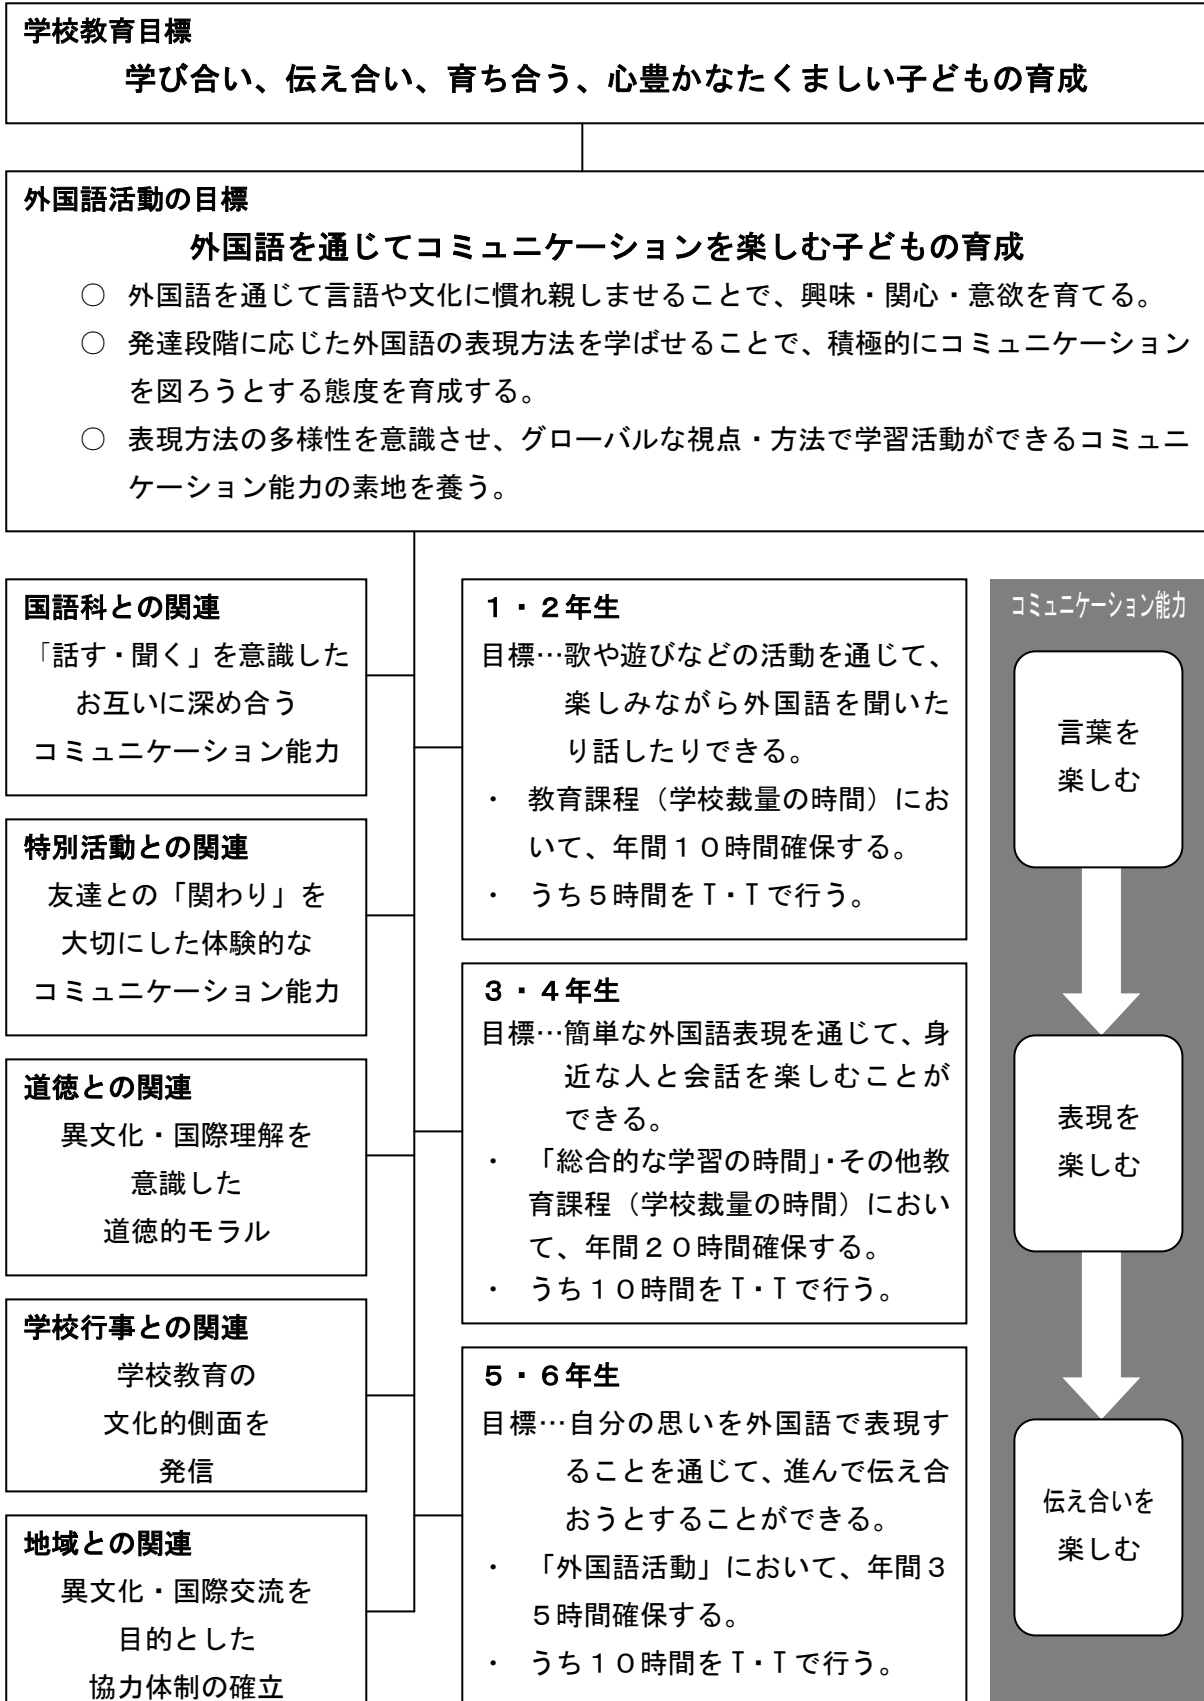 学校教育目標
学び合い、伝え合い、育ち合う、心豊かなたくましい子どもの育成
外国語活動の目標
外国語を通じてコミュニケーションを楽しむ子どもの育成
○ 外国語を通じて言語や文化に慣れ親しませることで、興味・関心・意欲を育てる。
○ 発達段階に応じた外国語の表現方法を学ばせることで、積極的にコミュニケーション
を図ろうとする態度を育成する。
○ 表現方法の多様性を意識させ、グローバルな視点・方法で学習活動ができるコミュニ
ケーション能力の素地を養う。
国語科との関連
「話す・聞く」を意識した
お互いに深め合う
コミュニケーション能力
特別活動との関連
友達との「関わり」を
大切にした体験的な
コミュニケーション能力
道徳との関連
異文化・国際理解を
意識した
道徳的モラル
学校行事との関連
学校教育の
文化的側面を
発信
地域との関連
異文化・国際交流を
目的とした
協力体制の確立
1・2年生
目標…歌や遊びなどの活動を通じて、
楽しみながら外国語を聞いた
り話したりできる。
・ 教育課程（学校裁量の時間）にお
いて、年間10時間確保する。
・ うち5時間をT・Tで行う。
3・4年生
目標…簡単な外国語表現を通じて、身
近な人と会話を楽しむことが
できる。
・ 「総合的な学習の時間」・その他教
育課程（学校裁量の時間）におい
て、年間20時間確保する。
・ うち10時間をT・Tで行う。
5・6年生
目標…自分の思いを外国語で表現す
ることを通じて、進んで伝え合
おうとすることができる。
・ 「外国語活動」において、年間3
5時間確保する。
・ うち10時間をT・Tで行う。
コミュニケーション能力
言葉を
楽しむ
表現を
楽しむ
伝え合いを
楽しむ